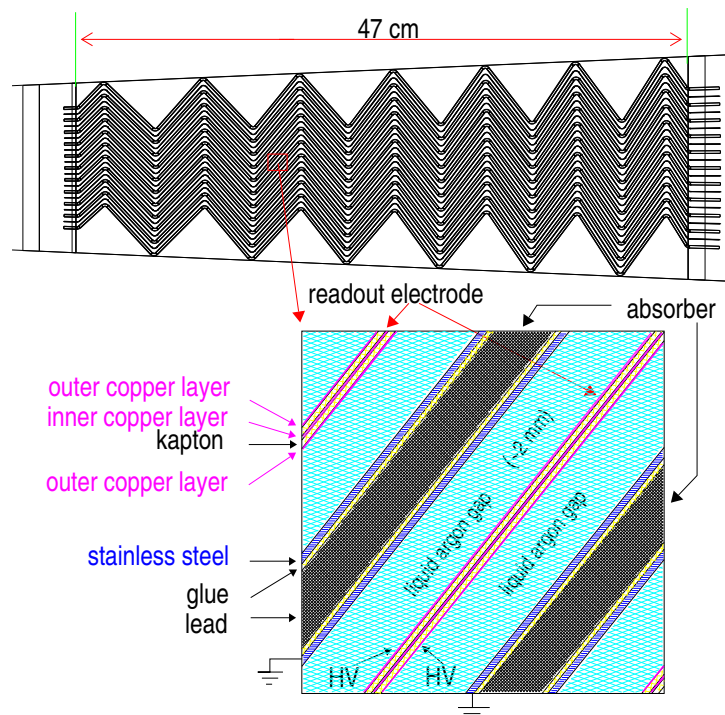 47 cm
readout electrode
absorber
outer copper layer
inner copper layer
kapton
outer copper layer
(~2 mm)
liquid argon gap
liquid argon gap
stainless steel
glue
lead
HV
HV